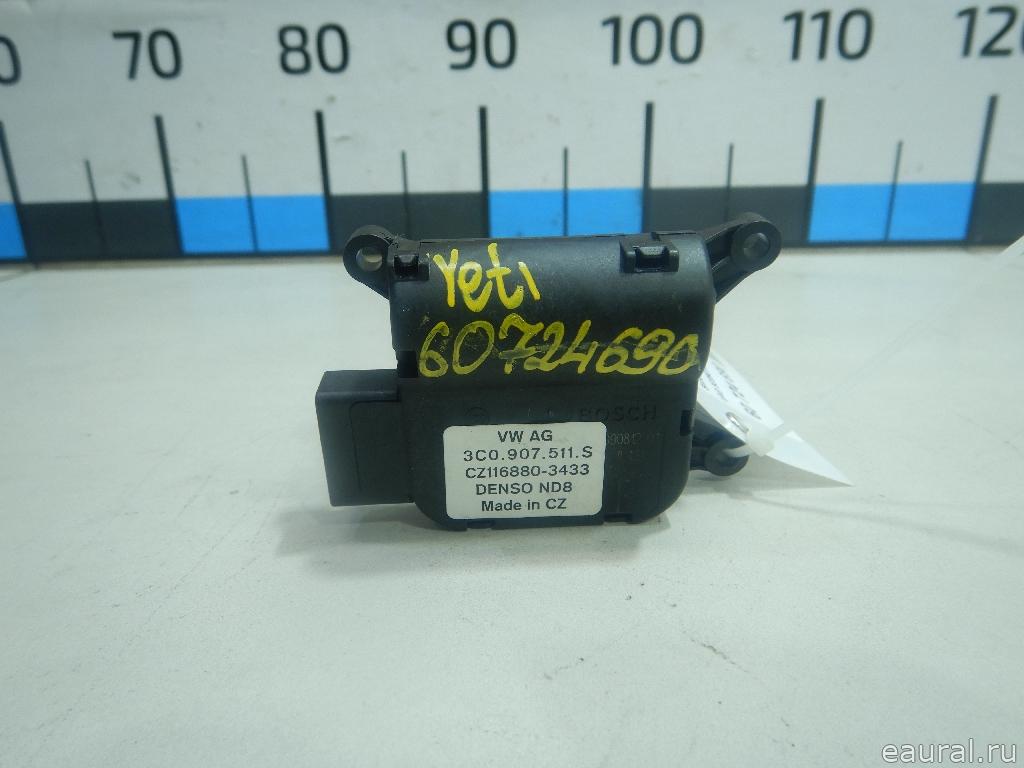 70 80 90 100 110 120
Yeti
60724690
BOSCH
VW AG
3C0.907.511.S
CZ116880-3433
DENSO ND8
Made in CZ
eaural.ru